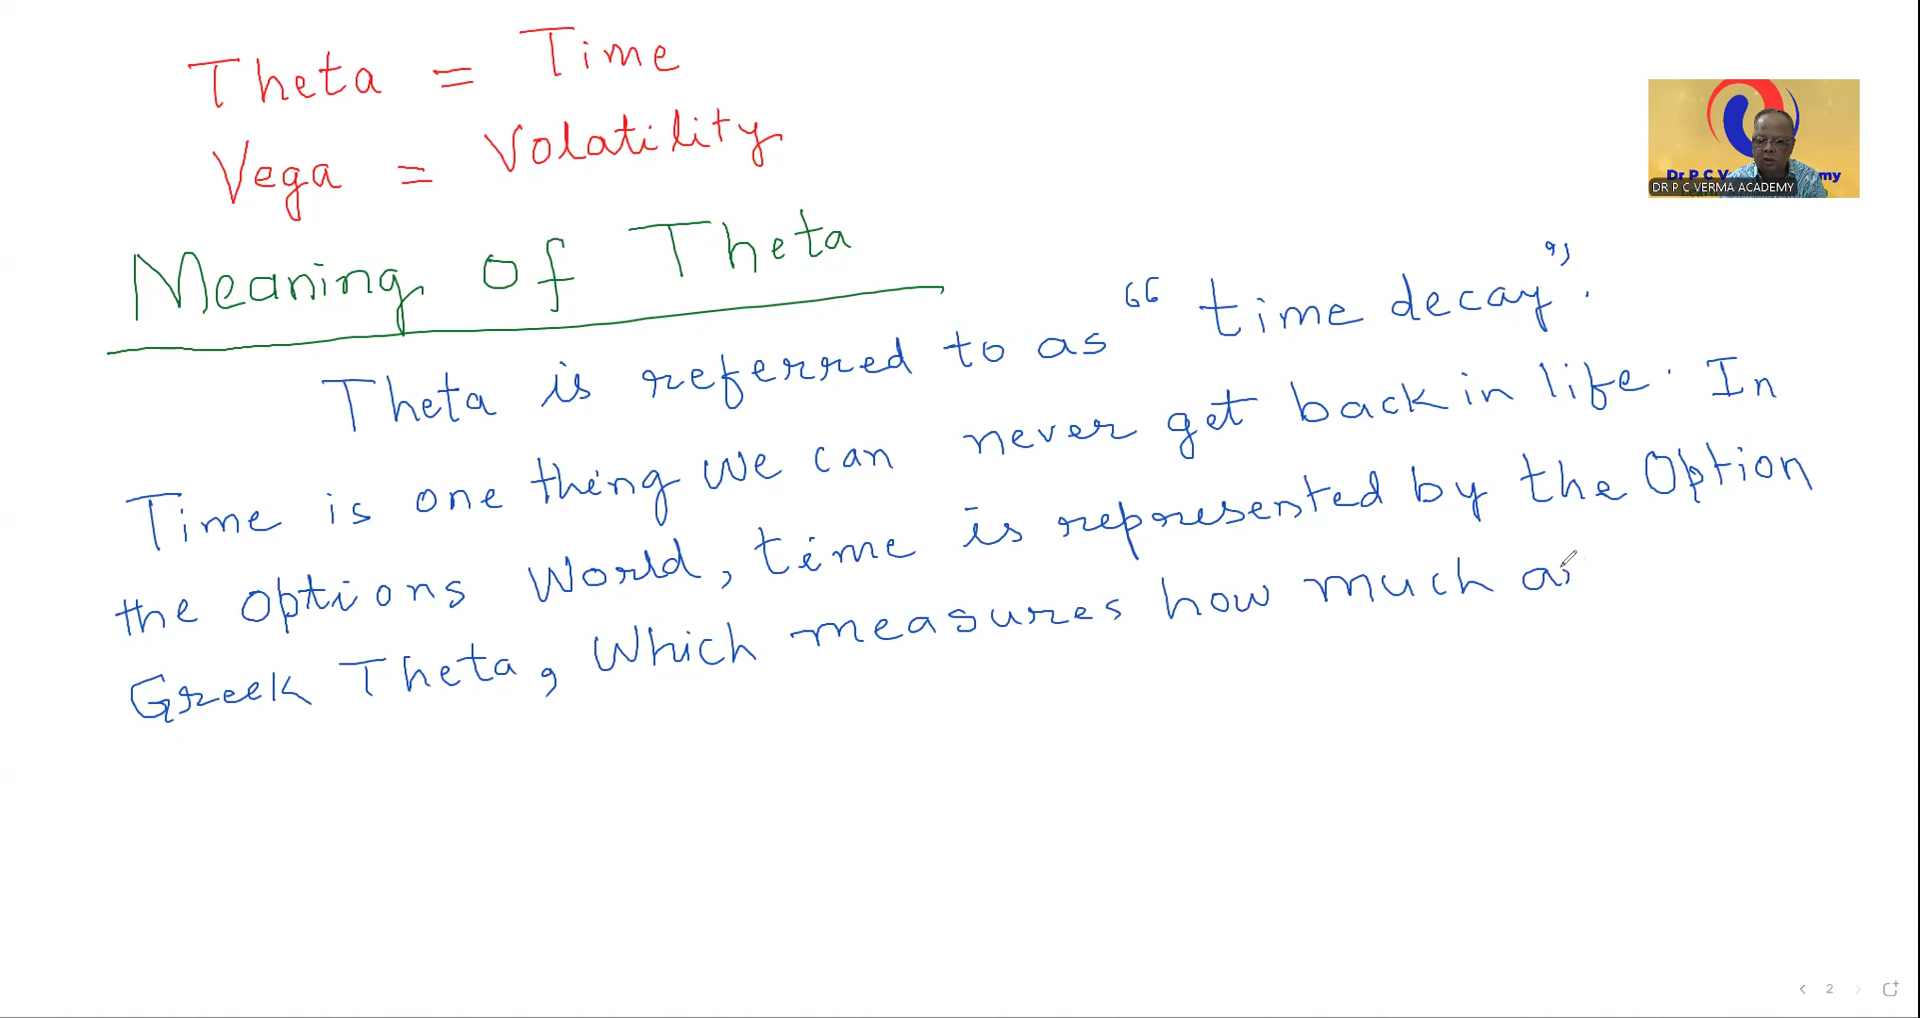 Theta = Time
Vega = Volatility
Meaning of Theta
Theta is referred to as "time decay".
Time is one thing We can never get back in life. In
the options World, time is represented by the Option
Greek Theta, Which measures how much
DR P C VERMA ACADEMY
2